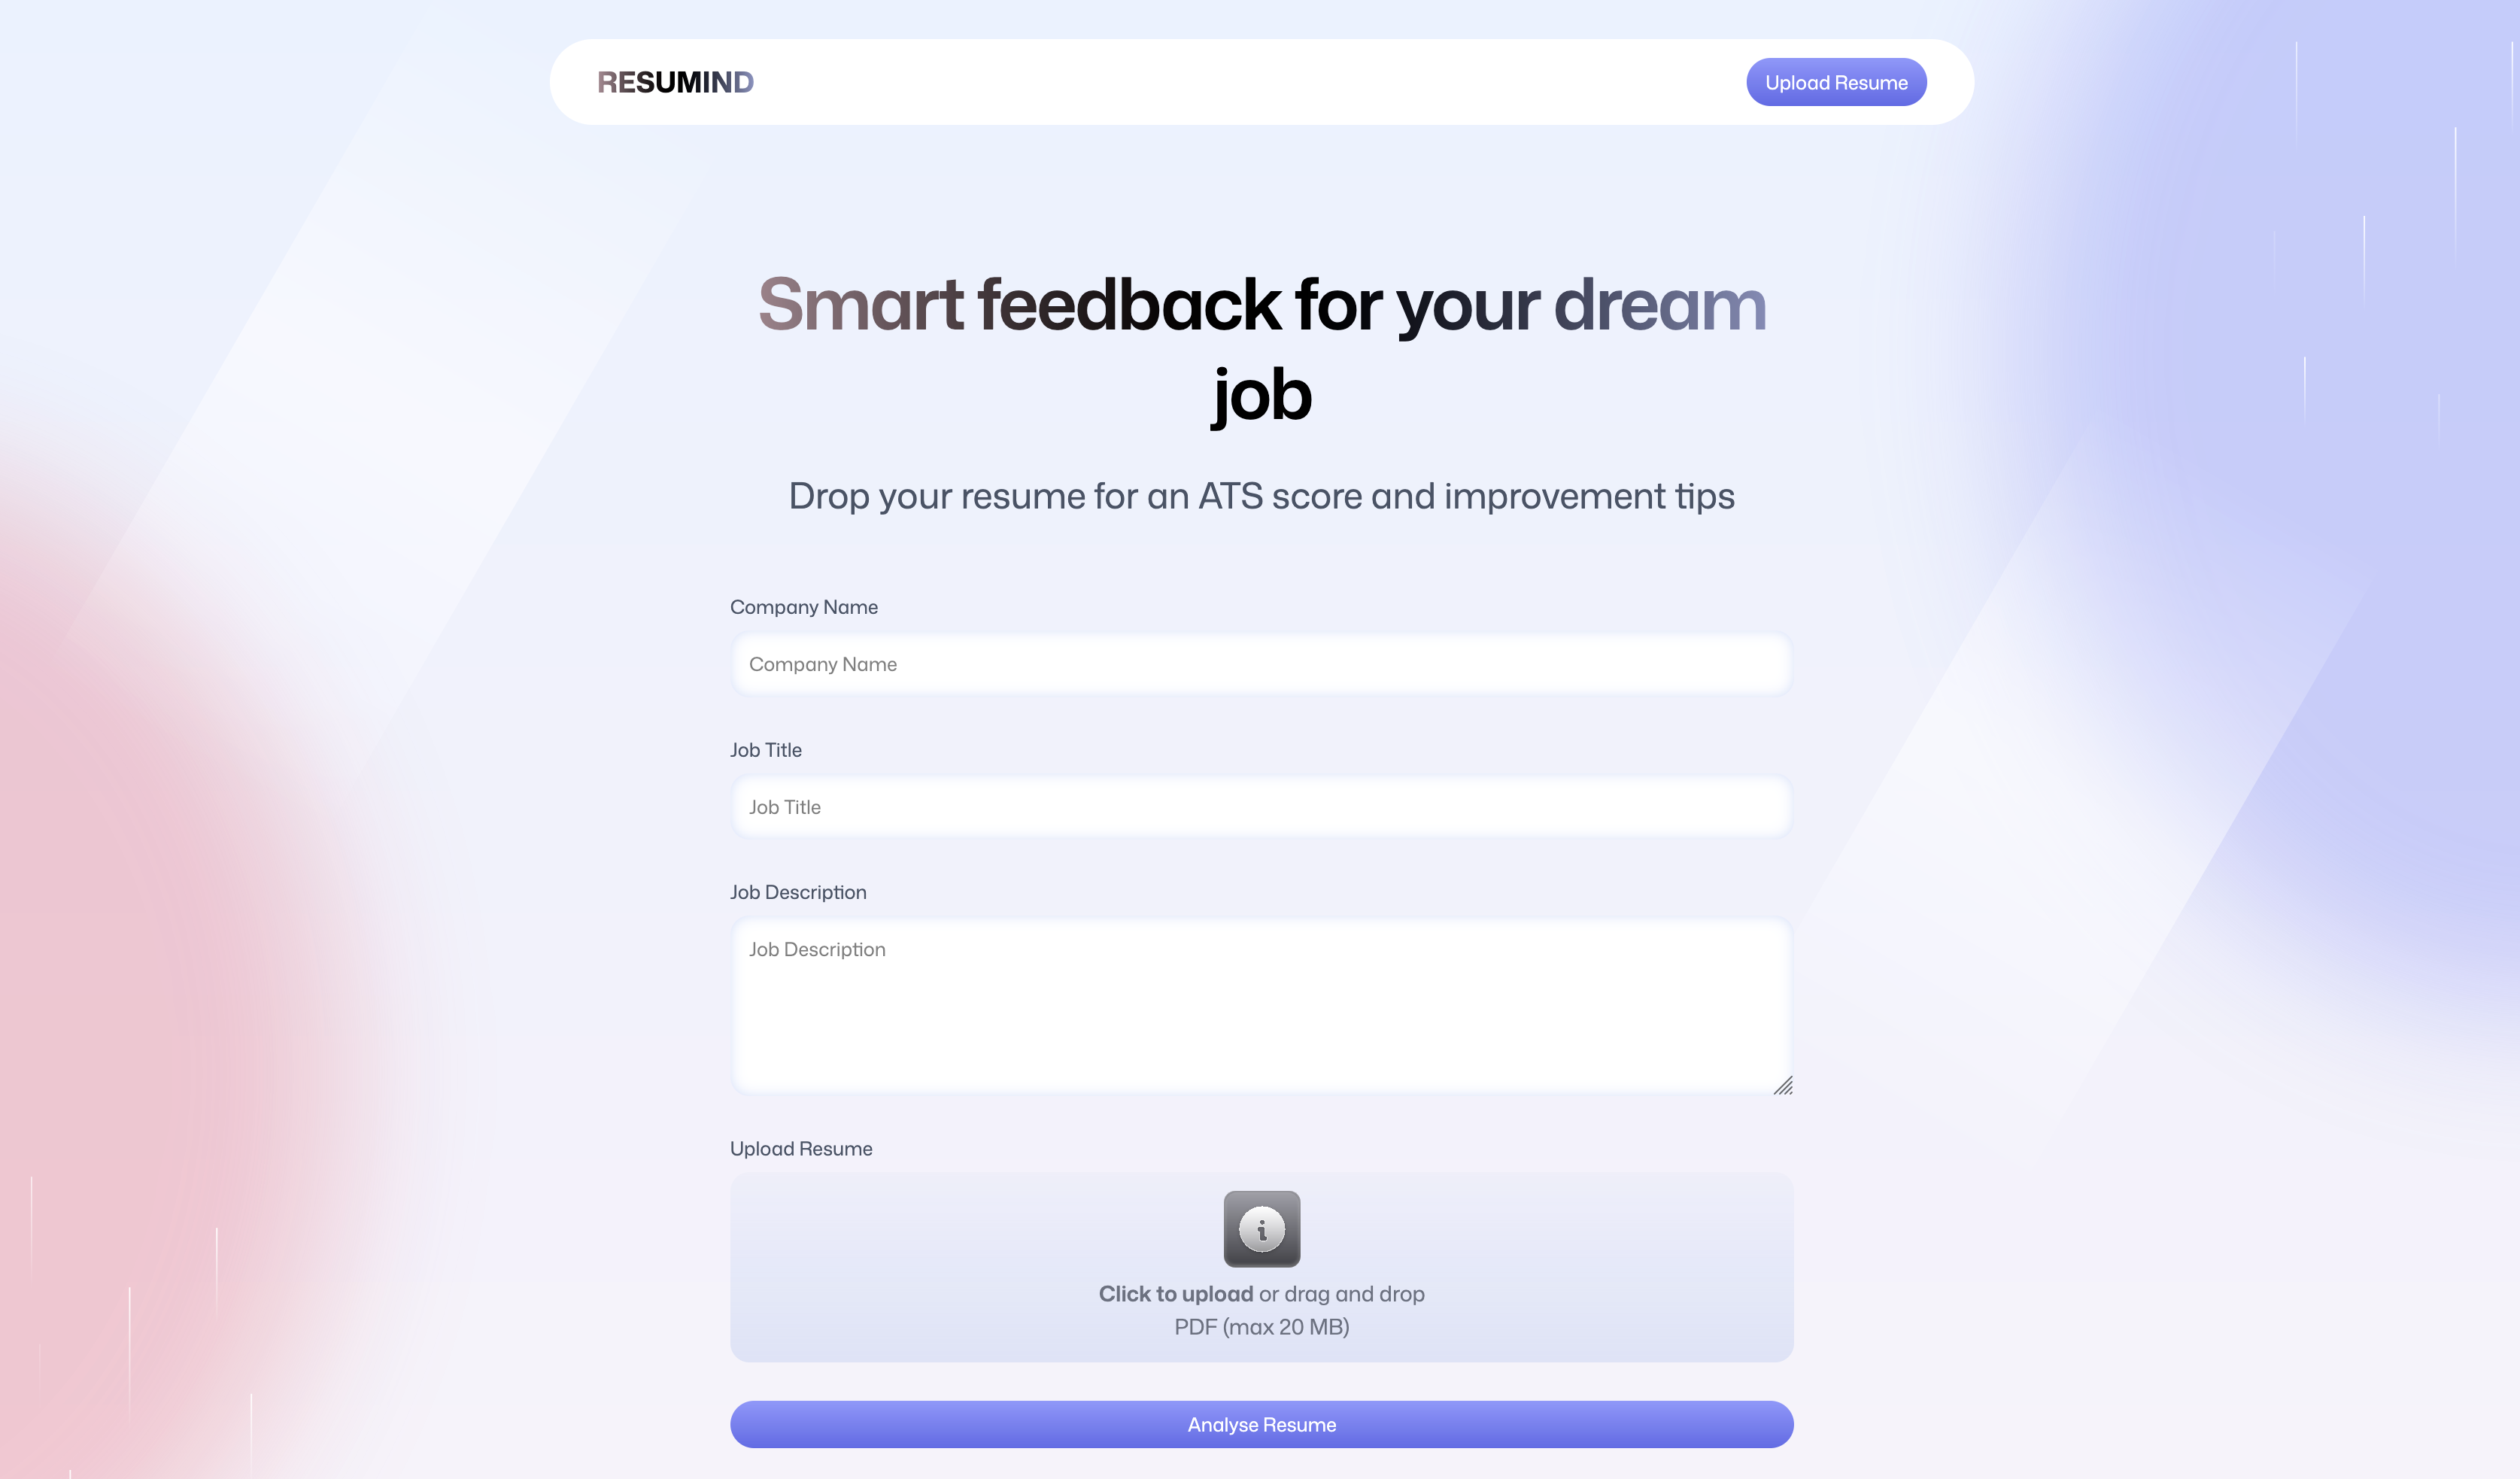 RESUMIND
Upload Resume
Smart feedback for your dream
job
Drop your resume for an ATS score and improvement tips
Company Name
Company Name
Job Title
Job Title
Job Description
Job Description
Upload Resume
i
Click to upload or drag and drop
PDF (max 20 MB)
Analyse Resume